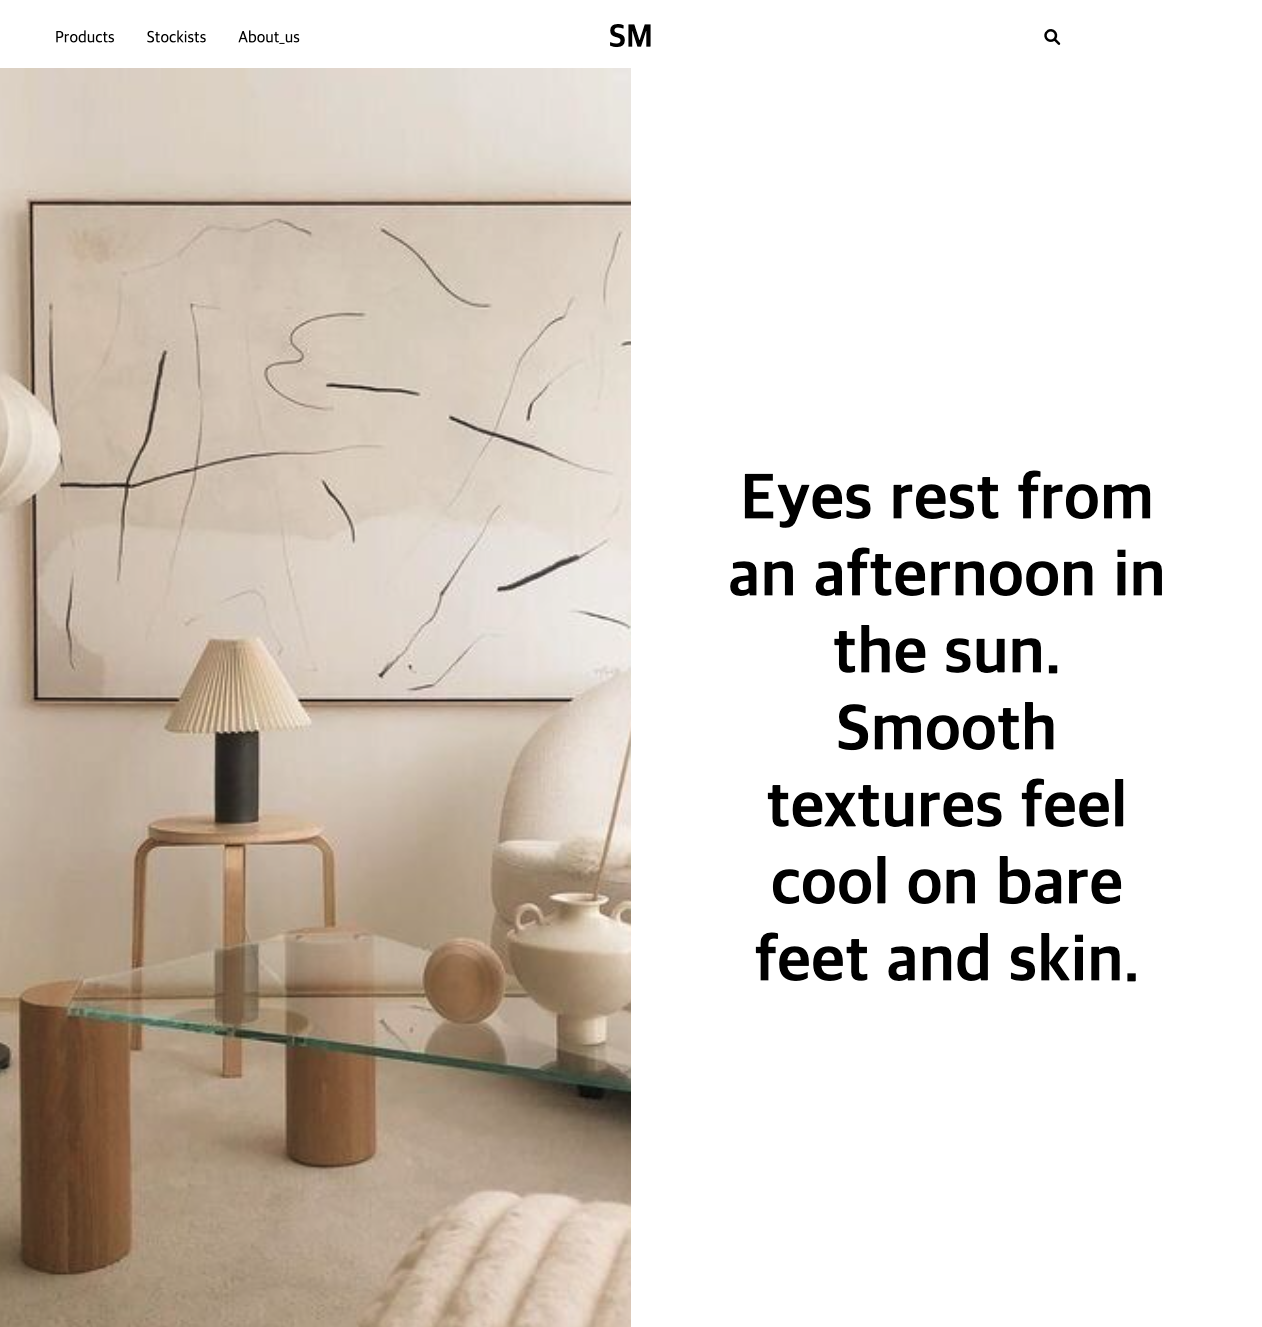 Products Stockists About_us SM
Eyes rest from
an afternoon in
the sun.
Smooth
textures feel
cool on bare
feet and skin.